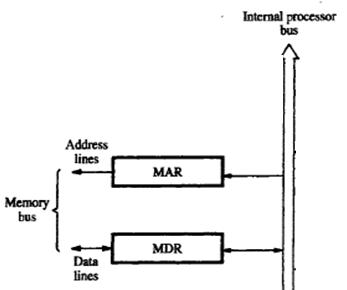 Internal processor
bus
Address
lines
MAR
Memory
bus
MDR
Data
lines